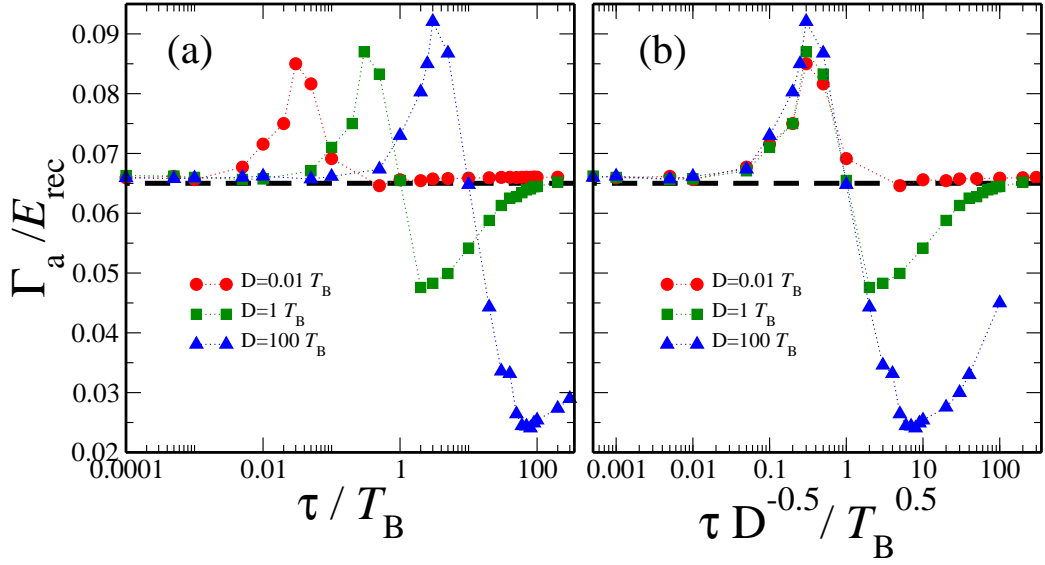 (a)
(b)
0.09
0.08
0.07
0.06
0.05
0.04
0.03
0.02
Γa /Erec
D=0.01 TB
D=1 TB
D=100 TB
D=0.01 TB
D=1 TB
D=100 TB
0.0001 0.01 1 100
0.001 0.01 0.1 1 10 100
τ / TB
τ D^-0.5 / TB^0.5